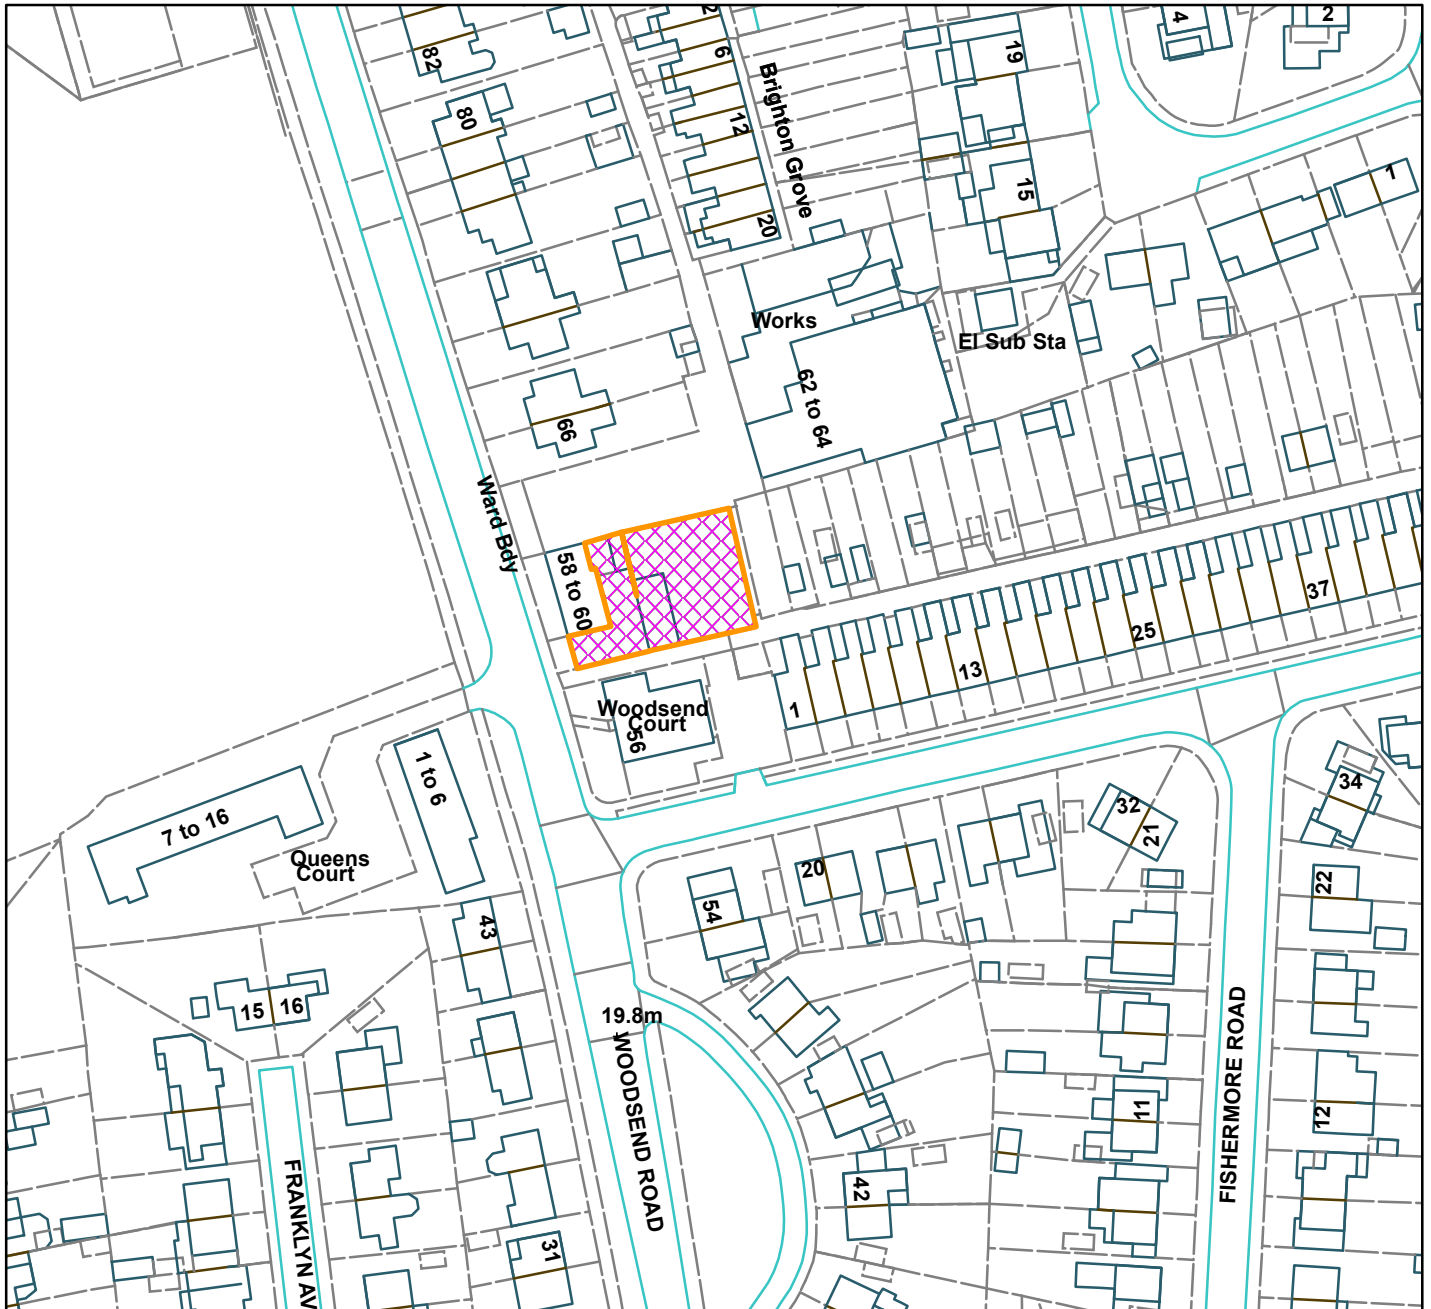 82
2
6
19
4
2
80
Brighton Grove
12
15
1
20
Works
El Sub Sta
62 to 64
66
Ward Bdy
58 to 60
37
25
13
1
Woodsend
Court
56
1 to 6
7 to 16
Queens
Court
34
32
21
20
22
54
43
15
16
19.8m
WOODSEND ROAD
FISHERMORE ROAD
11
12
42
FRANKLYN AV
31